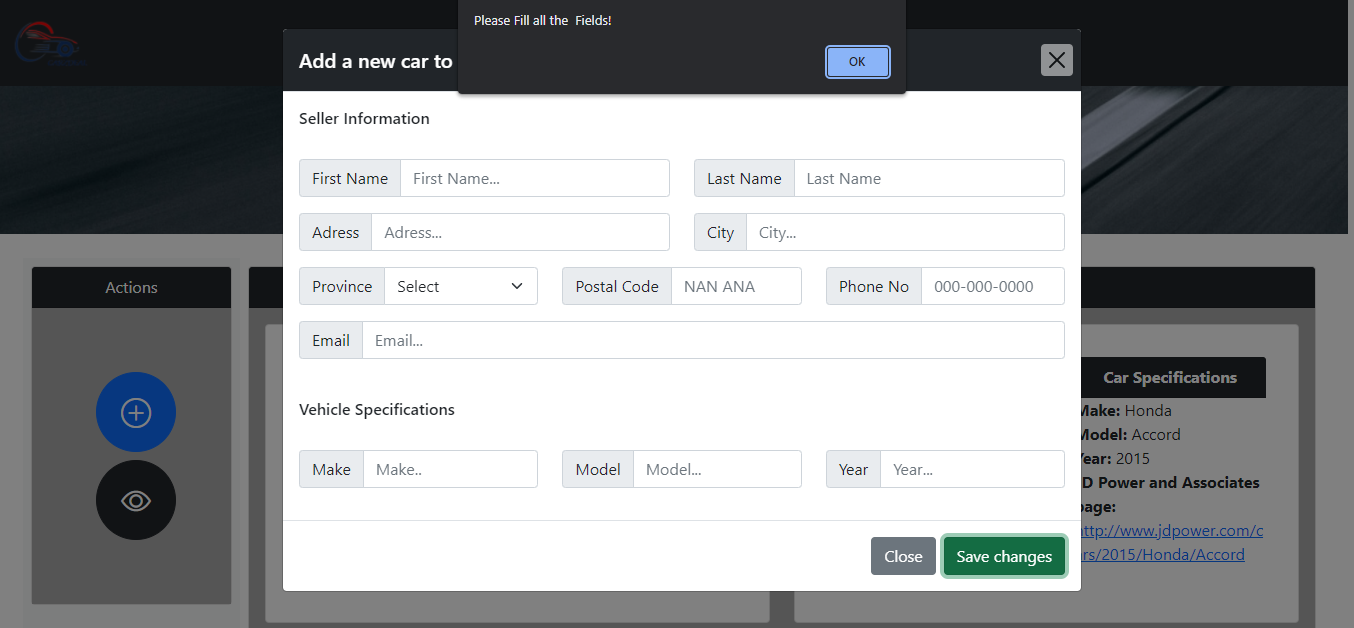 Please Fill all the  Fields!
OK
Add a new car to
Seller Information
First Name First Name... Last Name Last Name
Adress Adress... City City...
Province Select Postal Code NAN ANA Phone No 000-000-0000
Email Email...
Vehicle Specifications
Make Make.. Model Model... Year Year...
Close Save changes
Actions
Car Specifications
Make: Honda
Model: Accord
Year: 2015
D Power and Associates
page:
http://www.jdpower.com/c
rs/2015/Honda/Accord